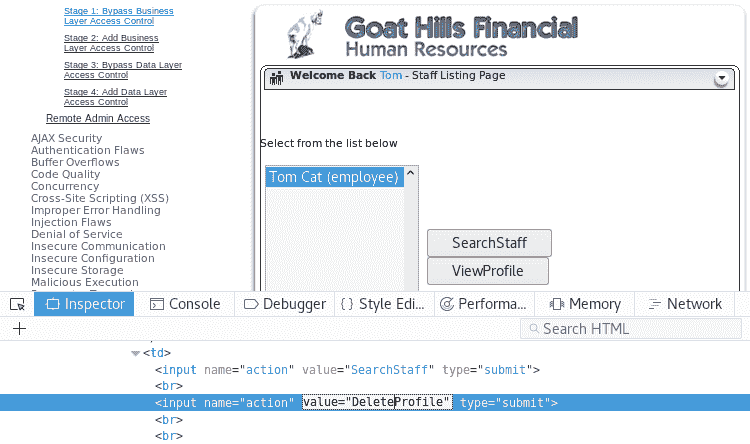 Stage 1: Bypass Business
Layer Access Control
Stage 2: Add Business
Layer Access Control
Stage 3: Bypass Data Layer
Access Control
Stage 4: Add Data Layer
Access Control
Remote Admin Access
AJAX Security
Authentication Flaws
Buffer Overflows
Code Quality
Concurrency
Cross-Site Scripting (XSS)
Improper Error Handling
Injection Flaws
Denial of Service
Insecure Communication
Insecure Configuration
Insecure Storage
Malicious Execution
Goat Hills Financial
Human Resources
Welcome Back Tom - Staff Listing Page
Select from the list below
Tom Cat (employee)
SearchStaff
ViewProfile
Inspector Console Debugger { } Style Edi... Performa... Memory Network
+ Search HTML
<td>
<input name="action" value="SearchStaff" type="submit">
<br>
<input name="action" value="DeleteProfile" type="submit">
<br>
<br>